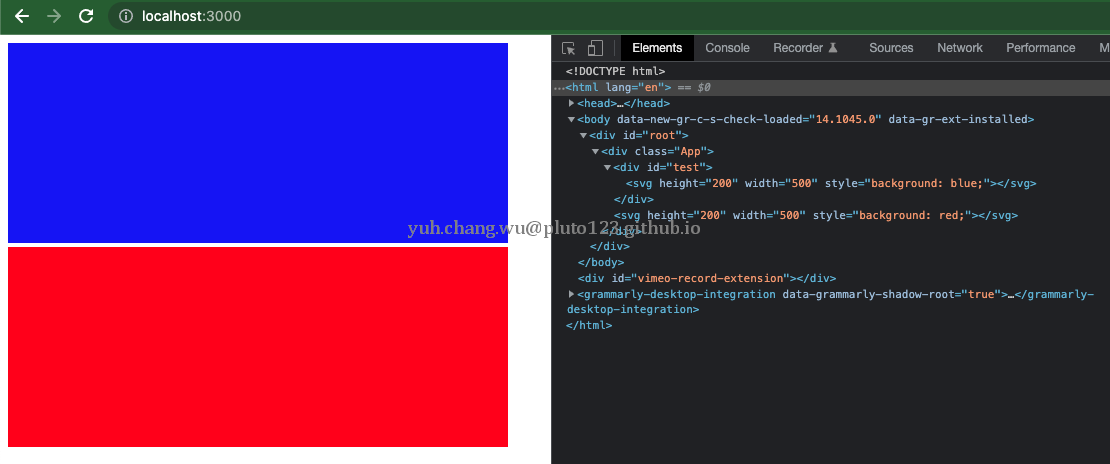 localhost:3000
Elements Console Recorder Sources Network Performance M
<!DOCTYPE html>
…<html lang="en"> == $0
<head>…</head>
<body data-new-gr-c-s-check-loaded="14.1045.0" data-gr-ext-installed>
<div id="root">
<div class="App">
<div id="test">
<svg height="200" width="500" style="background: blue;"></svg>
</div>
<svg height="200" width="500" style="background: red;"></svg>
yuh.chang.wu@pluto122.github.io
</div>
</div>
</body>
<div id="vimeo-record-extension"></div>
<grammarly-desktop-integration data-grammarly-shadow-root="true">…</grammarly-
desktop-integration>
</html>